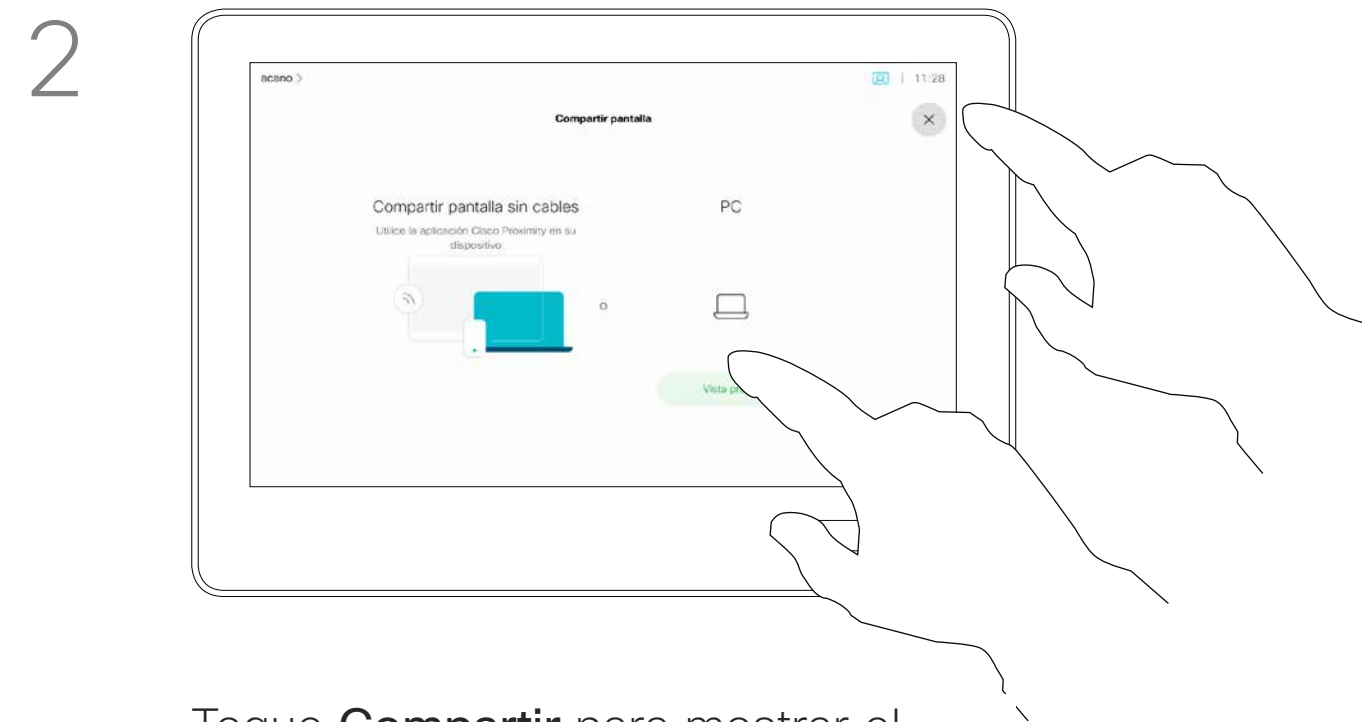 2
acano >
11:28
Compartir pantalla
Compartir pantalla sin cables
Utilice la aplicación Cisco Proximity en su
dispositivo
o
PC
Vista
Toque Compartir para mostrar el